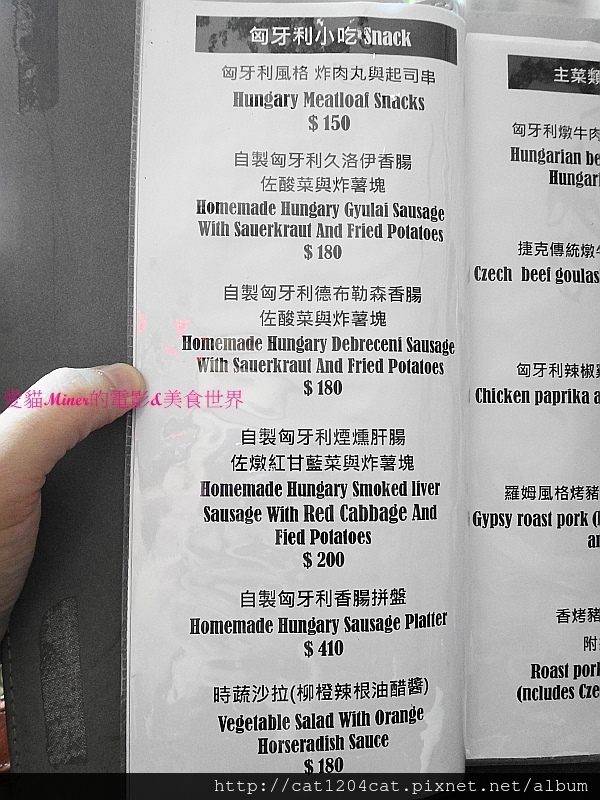 匈牙利小吃 Snack
匈牙利風格 炸肉丸與起司串
Hungary Meatloaf Snacks
$ 150
自製匈牙利久洛伊香腸
佐酸菜與炸薯塊
Homemade Hungary Gyulai Sausage
With Sauerkraut And Fried Potatoes
$ 180
自製匈牙利德布勒森香腸
佐酸菜與炸薯塊
Homemade Hungary Debreceni Sausage
With Sauerkraut And Fried Potatoes
$ 180
自製匈牙利煙燻肝腸
佐燉紅甘藍菜與炸薯塊
Homemade Hungary Smoked liver
Sausage With Red Cabbage And
Fied Potatoes
$ 200
自製匈牙利香腸拼盤
Homemade Hungary Sausage Platter
$ 410
時蔬沙拉(柳橙辣根油醋醬)
Vegetable Salad With Orange
Horseradish Sauce
$ 180
主菜類
匈牙利燉牛肉
Hungarian be
Hungari
捷克傳統燉牛
Czech beef goulas
匈牙利辣椒雞
Chicken paprika a
羅姆風格烤豬
Gypsy roast pork (
an
香烤豬
附
Roast pork
(ncludes Cze
愛貓Miner的電影&美食世界
http://cat1204cat.pixnet.net/album